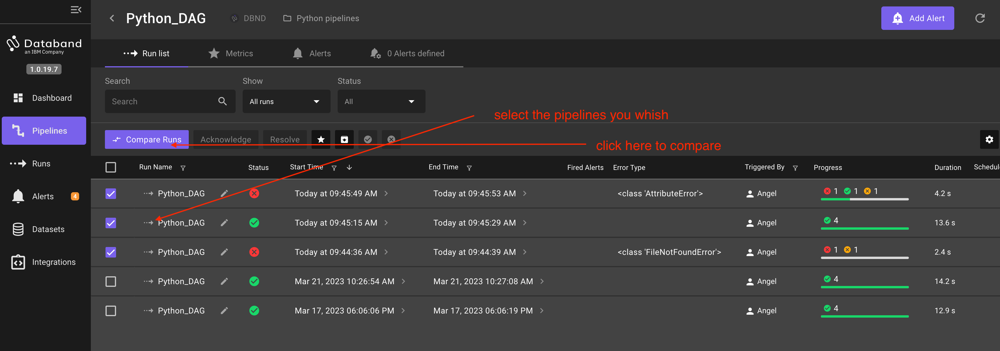 Python_DAG DBND Python pipelines Add Alert
Databand
an IBM Company
1.0.19.7
Dashboard
Pipelines
Runs
Alerts 4
Datasets
Integrations
Run list Metrics Alerts 0 Alerts defined
Search Show Status
Search All runs All
select the pipelines you whish
Compare Runs Acknowledge Resolve
click here to compare
Run Name Status Start Time End Time Fired Alerts Error Type Triggered By Progress Duration Schedul
Python_DAG Today at 09:45:49 AM Today at 09:45:53 AM <class 'AttributeError'> Angel 1 1 1 4.2 s
Python_DAG Today at 09:45:15 AM Today at 09:45:29 AM Angel 4 13.6 s
Python_DAG Today at 09:44:36 AM Today at 09:44:39 AM <class 'FileNotFoundError'> Angel 1 1 2.4 s
Python_DAG Mar 21, 2023 10:26:54 AM Mar 21, 2023 10:27:08 AM Angel 4 14.2 s
Python_DAG Mar 17, 2023 06:06:06 PM Mar 17, 2023 06:06:19 PM Angel 4 12.9 s